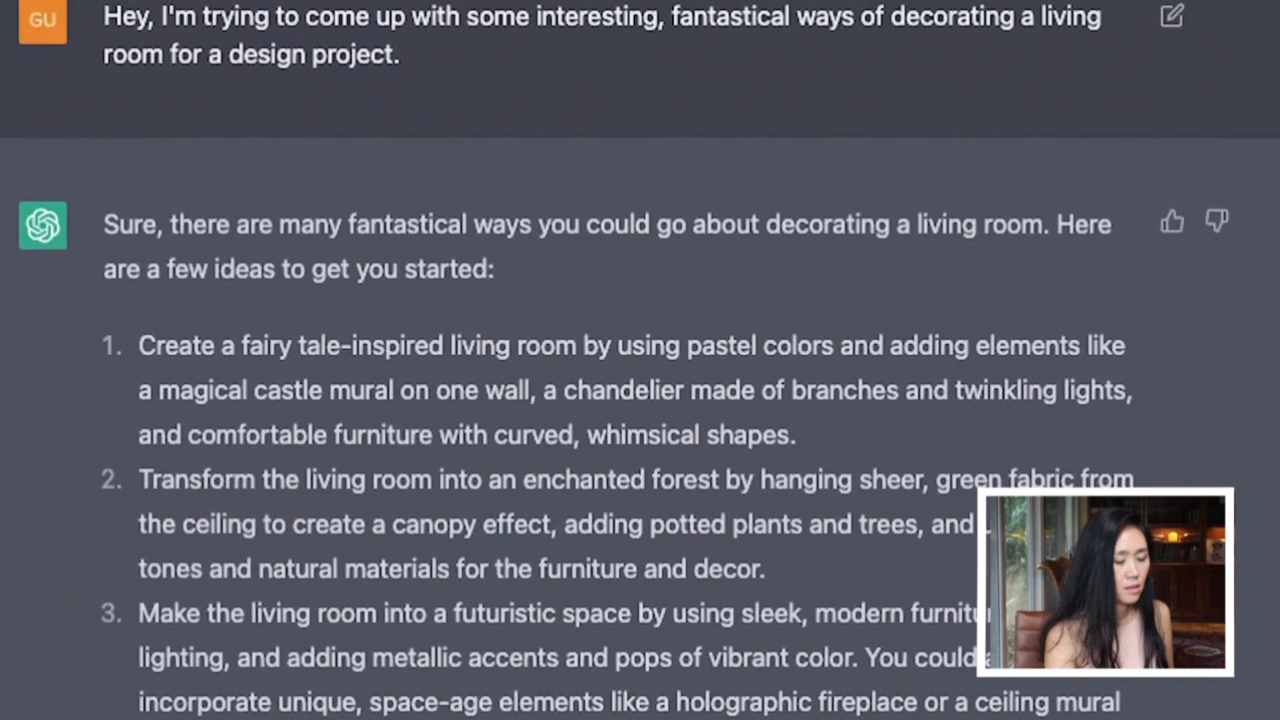 GU
Hey, I'm trying to come up with some interesting, fantastical ways of decorating a living
room for a design project.
Sure, there are many fantastical ways you could go about decorating a living room. Here
are a few ideas to get you started:
1. Create a fairy tale-inspired living room by using pastel colors and adding elements like
a magical castle mural on one wall, a chandelier made of branches and twinkling lights,
and comfortable furniture with curved, whimsical shapes.
2. Transform the living room into an enchanted forest by hanging sheer, green fabric from
the ceiling to create a canopy effect, adding potted plants and trees, and
tones and natural materials for the furniture and decor.
3. Make the living room into a futuristic space by using sleek, modern
lighting, and adding metallic accents and pops of vibrant color. You could
incorporate unique, space-age elements like a holographic fireplace or a ceiling mural